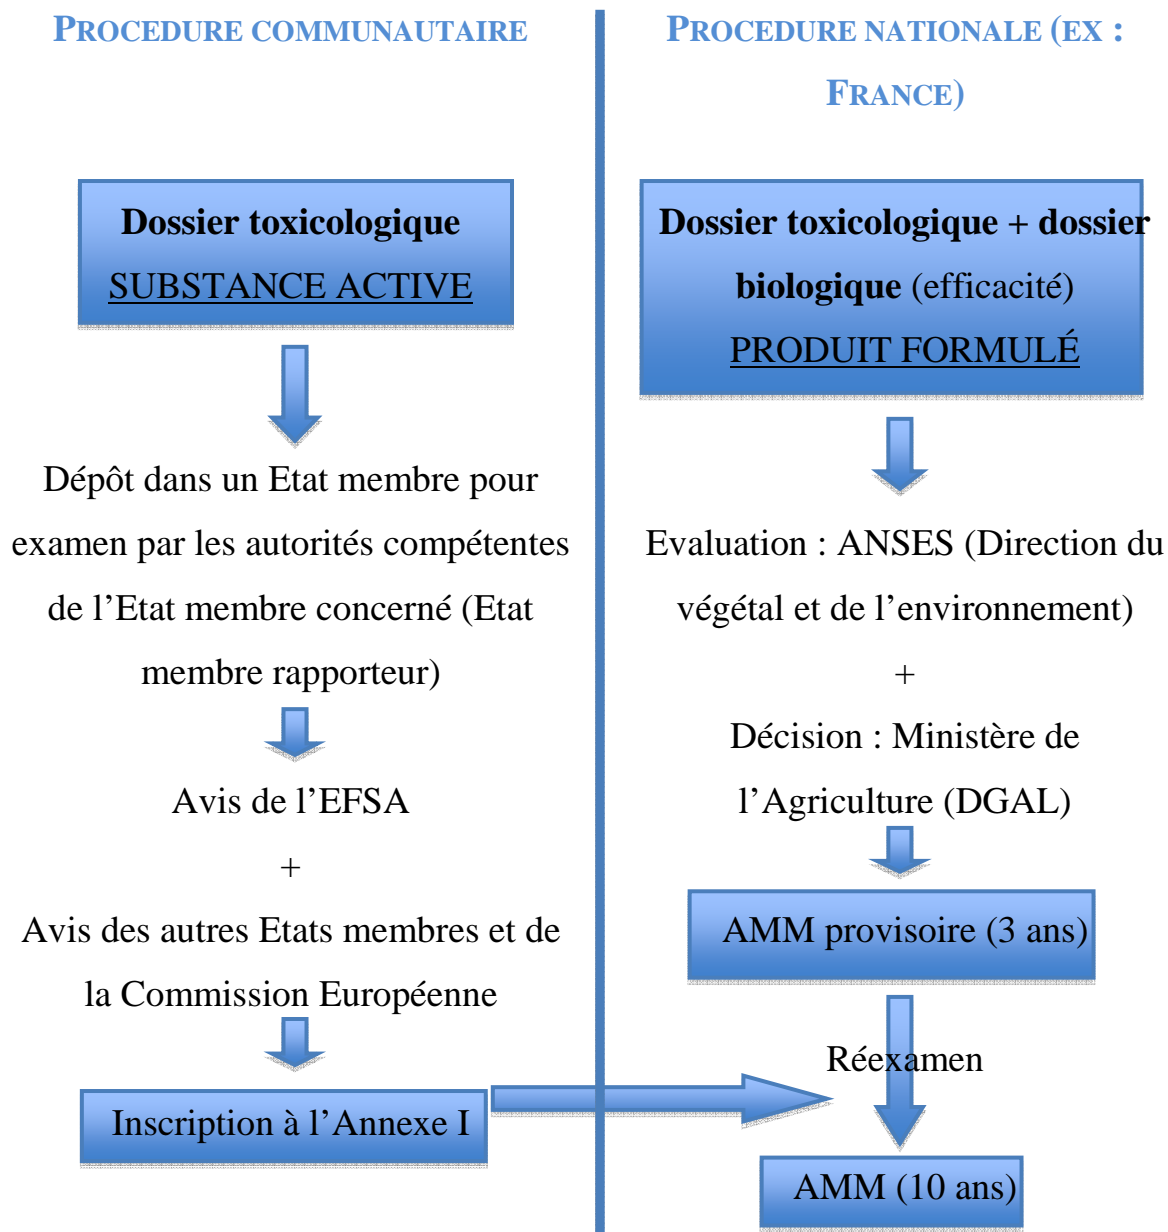 PROCEDURE COMMUNAUTAIRE
Dossier toxicologique
SUBSTANCE ACTIVE
Dépôt dans un Etat membre pour
examen par les autorités compétentes
de l’Etat membre concerné (Etat
membre rapporteur)
Avis de l’EFSA
+
Avis des autres Etats membres et de
la Commission Européenne
Inscription à l’Annexe I
PROCEDURE NATIONALE (EX :
FRANCE)
Dossier toxicologique + dossier
biologique (efficacité)
PRODUIT FORMULÉ
Evaluation : ANSES (Direction du
végétal et de l’environnement)
+
Décision : Ministère de
l’Agriculture (DGAL)
AMM provisoire (3 ans)
Réexamen
AMM (10 ans)